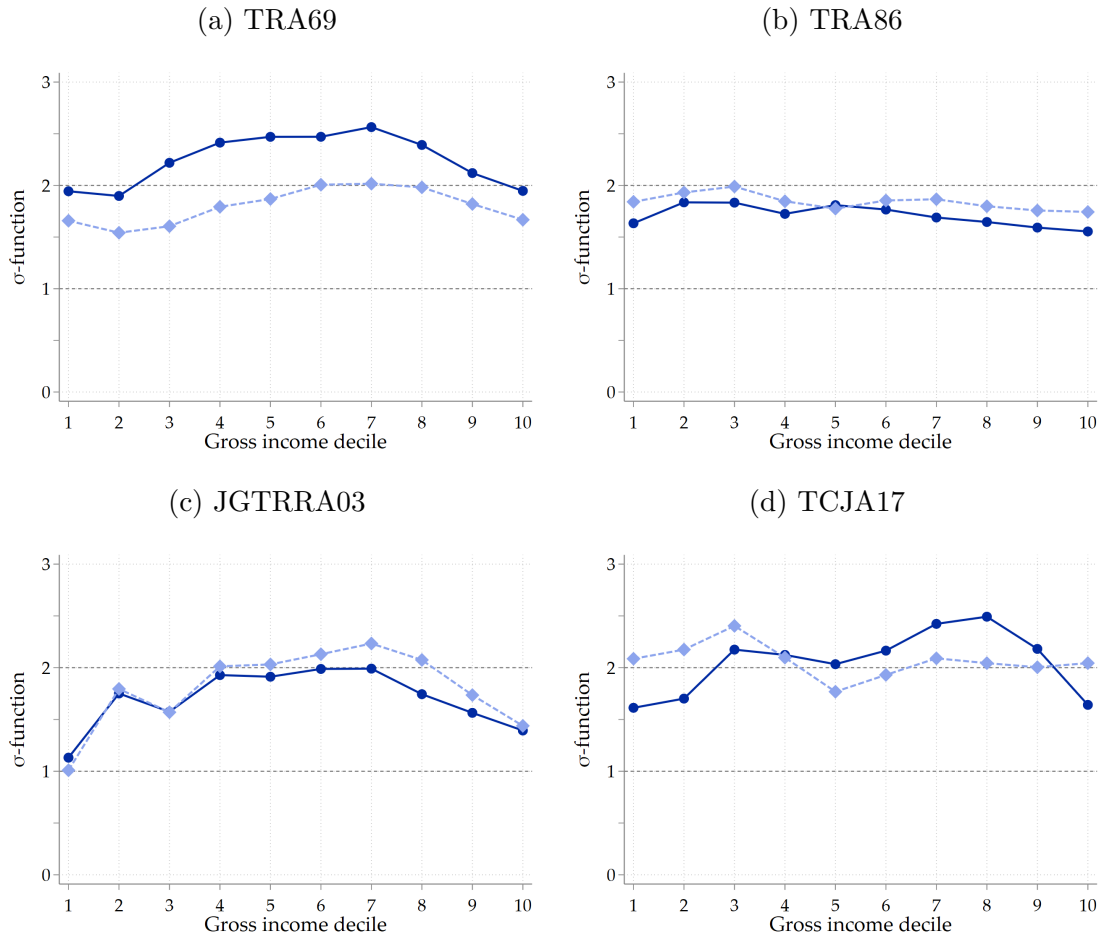 (a) TRA69
3
2
1
0
σ-function
1 2 3 4 5 6 7 8 9 10
Gross income decile
(b) TRA86
3
2
1
0
σ-function
1 2 3 4 5 6 7 8 9 10
Gross income decile
(c) JGTRRA03
3
2
1
0
σ-function
1 2 3 4 5 6 7 8 9 10
Gross income decile
(d) TCJA17
3
2
1
0
σ-function
1 2 3 4 5 6 7 8 9 10
Gross income decile